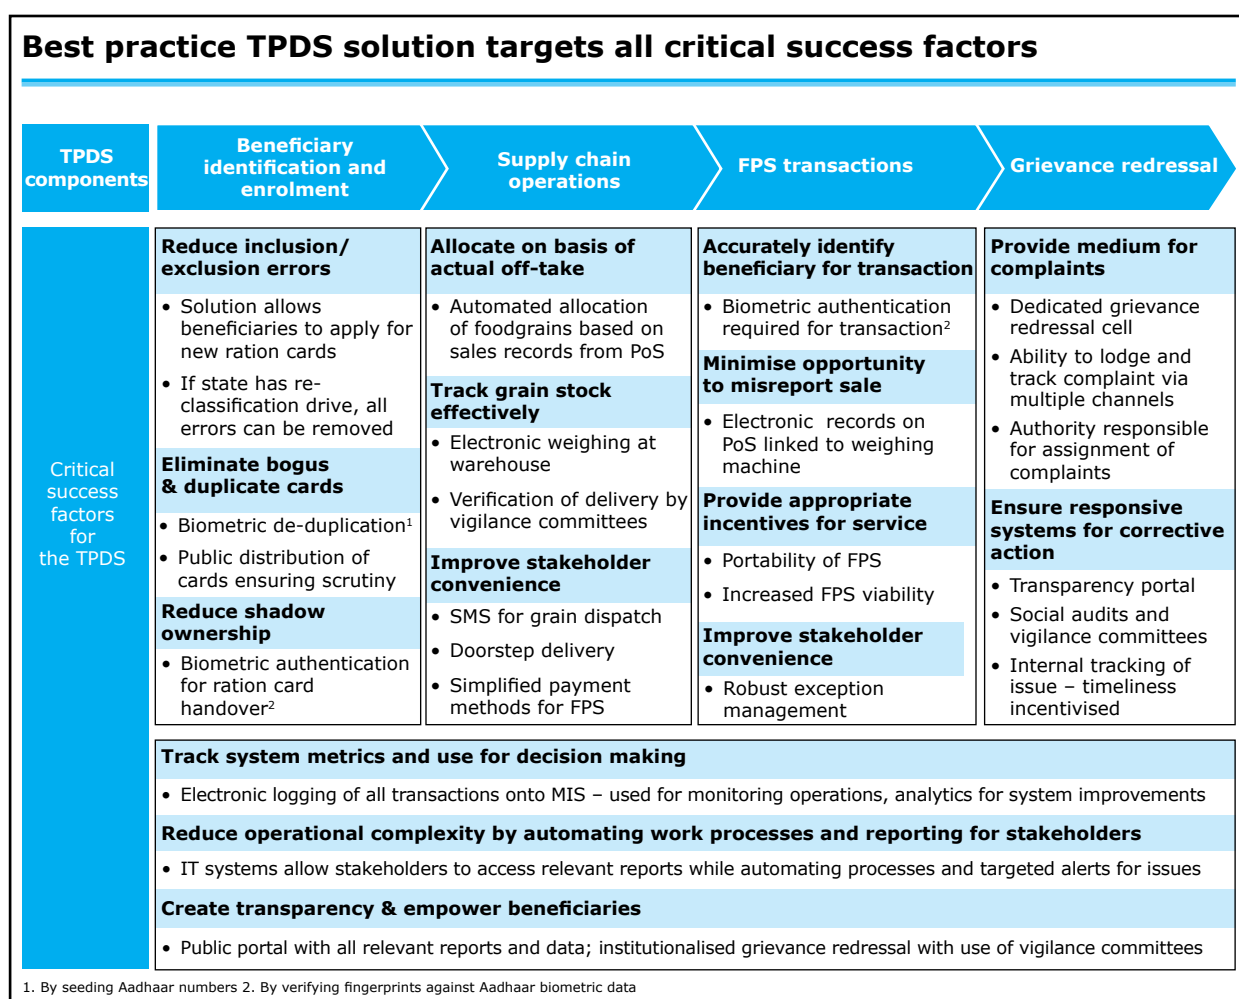 Best practice TPDS solution targets all critical success factors
TPDS
components
Beneficiary
identification and
enrolment
Supply chain
operations
FPS transactions
Grievance redressal
Critical
success
factors
for
the TPDS
Reduce inclusion/
exclusion errors
• Solution allows
beneficiaries to apply for
new ration cards
• If state has re-
classification drive, all
errors can be removed
Eliminate bogus
& duplicate cards
• Biometric de-duplication¹
• Public distribution of
cards ensuring scrutiny
Reduce shadow
ownership
• Biometric authentication
for ration card
handover²
Allocate on basis of
actual off-take
• Automated allocation
of foodgrains based on
sales records from PoS
Track grain stock
effectively
• Electronic weighing at
warehouse
• Verification of delivery by
vigilance committees
Improve stakeholder
convenience
• SMS for grain dispatch
• Doorstep delivery
• Simplified payment
methods for FPS
Accurately identify
beneficiary for transaction
• Biometric authentication
required for transaction²
Minimise opportunity
to misreport sale
• Electronic records on
PoS linked to weighing
machine
Provide appropriate
incentives for service
• Portability of FPS
• Increased FPS viability
Improve stakeholder
convenience
• Robust exception
management
Provide medium for
complaints
• Dedicated grievance
redressal cell
• Ability to lodge and
track complaint via
multiple channels
• Authority responsible
for assignment of
complaints
Ensure responsive
systems for corrective
action
• Transparency portal
• Social audits and
vigilance committees
• Internal tracking of
issue – timeliness
incentivised
Track system metrics and use for decision making
• Electronic logging of all transactions onto MIS – used for monitoring operations, analytics for system improvements
Reduce operational complexity by automating work processes and reporting for stakeholders
• IT systems allow stakeholders to access relevant reports while automating processes and targeted alerts for issues
Create transparency & empower beneficiaries
• Public portal with all relevant reports and data; institutionalised grievance redressal with use of vigilance committees
1. By seeding Aadhaar numbers 2. By verifying fingerprints against Aadhaar biometric data